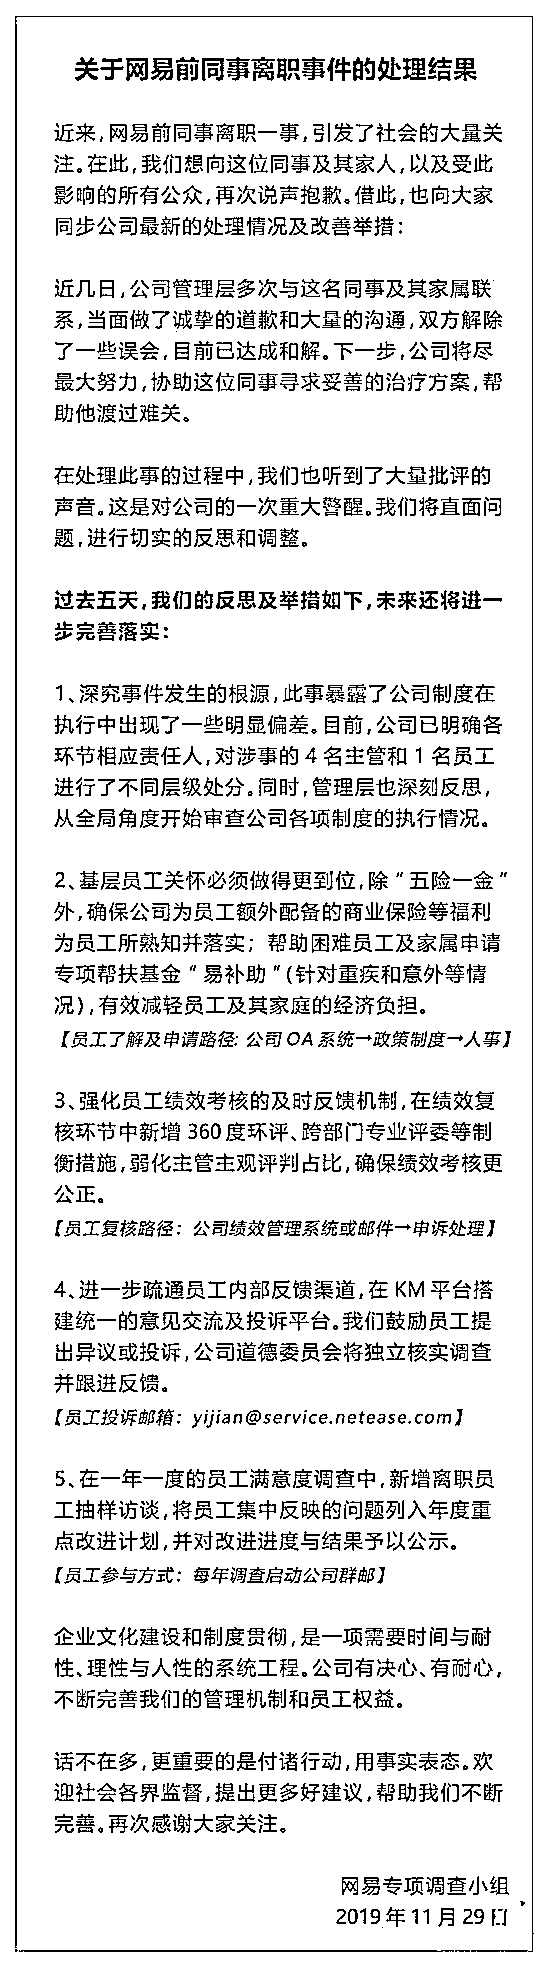 关于网易前同事离职事件的处理结果
近来,网易前同事离职一事,引发了社会的大量关
注。在此,我们想向这位同事及其家人,以及受此
影响的所有公众,再次说声抱歉。借此,也向大家
同步公司最新的处理情况及改善举措:
近几日,公司管理层多次与这名同事及其家属联
系,当面做了诚挚的道歉和大量的沟通,双方解除
了一些误会,目前已达成和解。下一步,公司将尽
最大努力,协助这位同事寻求妥善的治疗方案,帮
助他渡过难关。
在处理此事的过程中,我们也听到了大量批评的
声音。这是对公司的一次重大警醒。我们将直面问
题,进行切实的反思和调整。
过去五天,我们的反思及举措如下,未来还将进一
步完善落实:
1、深究事件发生的根源,此事暴露了公司制度在
执行中出现了一些明显偏差。目前,公司已明确各
环节相应责任人,对涉事的 4 名主管和 1 名员工
进行了不同层级处分。同时,管理层也深刻反思,
从全局角度开始审查公司各项制度的执行情况。
2、基层员工关怀必须做得更到位,除“五险一金”
外,确保公司为员工额外配备的商业保险等福利
为员工所熟知并落实;帮助困难员工及家属申请
专项帮扶基金“易补助”(针对重疾和意外等情
况),有效减轻员工及其家庭的经济负担。
【员工了解及申请路径:公司 OA 系统→政策制度→人事】
3、强化员工绩效考核的及时反馈机制,在绩效复
核环节中新增 360 度环评、跨部门专业评委等制
衡措施,弱化主管主观评判占比,确保绩效考核更
公正。
【员工复核路径:公司绩效管理系统或邮件→申诉处理】
4、进一步疏通员工内部反馈渠道,在 KM 平台搭
建统一的意见交流及投诉平台。我们鼓励员工提
出异议或投诉,公司道德委员会将独立核实调查
并跟进反馈。
【员工投诉邮箱:yijian@service.netease.com】
5、在一年一度的员工满意度调查中,新增离职员
工抽样访谈,将员工集中反映的问题列入年度重
点改进计划,并对改进进度与结果予以公示。
【员工参与方式:每年调查启动公司群邮】
企业文化建设和制度贯彻,是一项需要时间与耐
性、理性与人性的系统工程。公司有决心、有耐心,
不断完善我们的管理机制和员工权益。
话不在多,更重要的是付诸行动,用事实表态。欢
迎社会各界监督,提出更多好建议,帮助我们不断
完善。再次感谢大家关注。
网易专项调查小组
2019 年 11 月 29 日